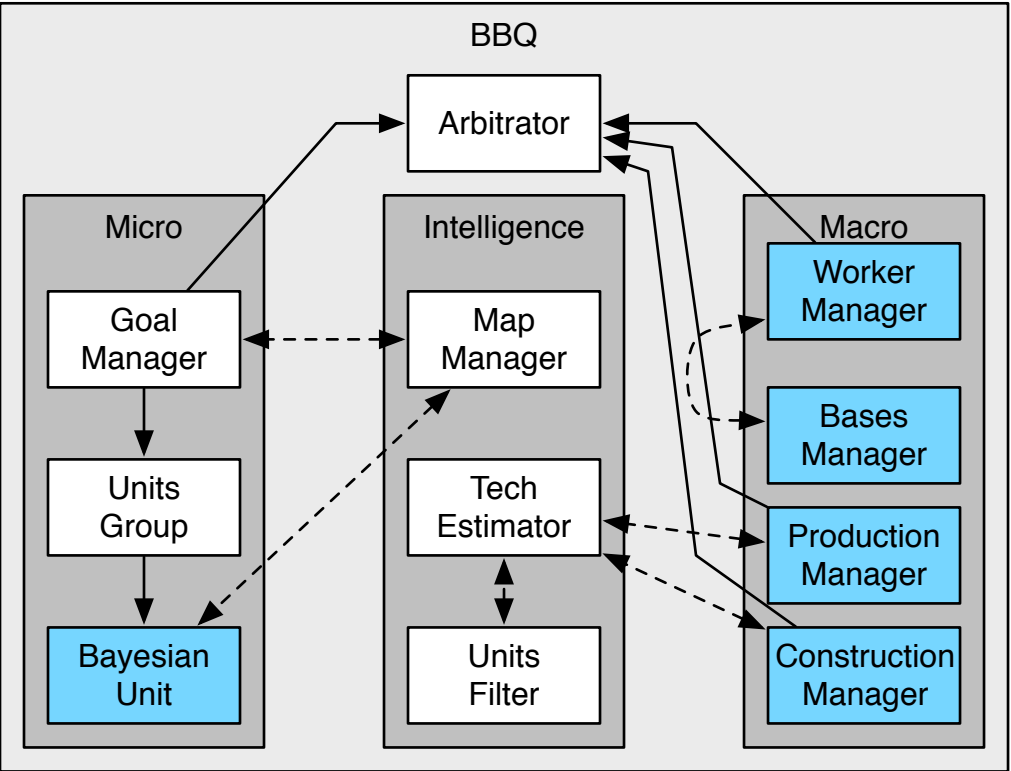 BBQ
Arbitrator
Micro
Goal
Manager
Units
Group
Bayesian
Unit
Intelligence
Map
Manager
Tech
Estimator
Units
Filter
Macro
Worker
Manager
Bases
Manager
Production
Manager
Construction
Manager